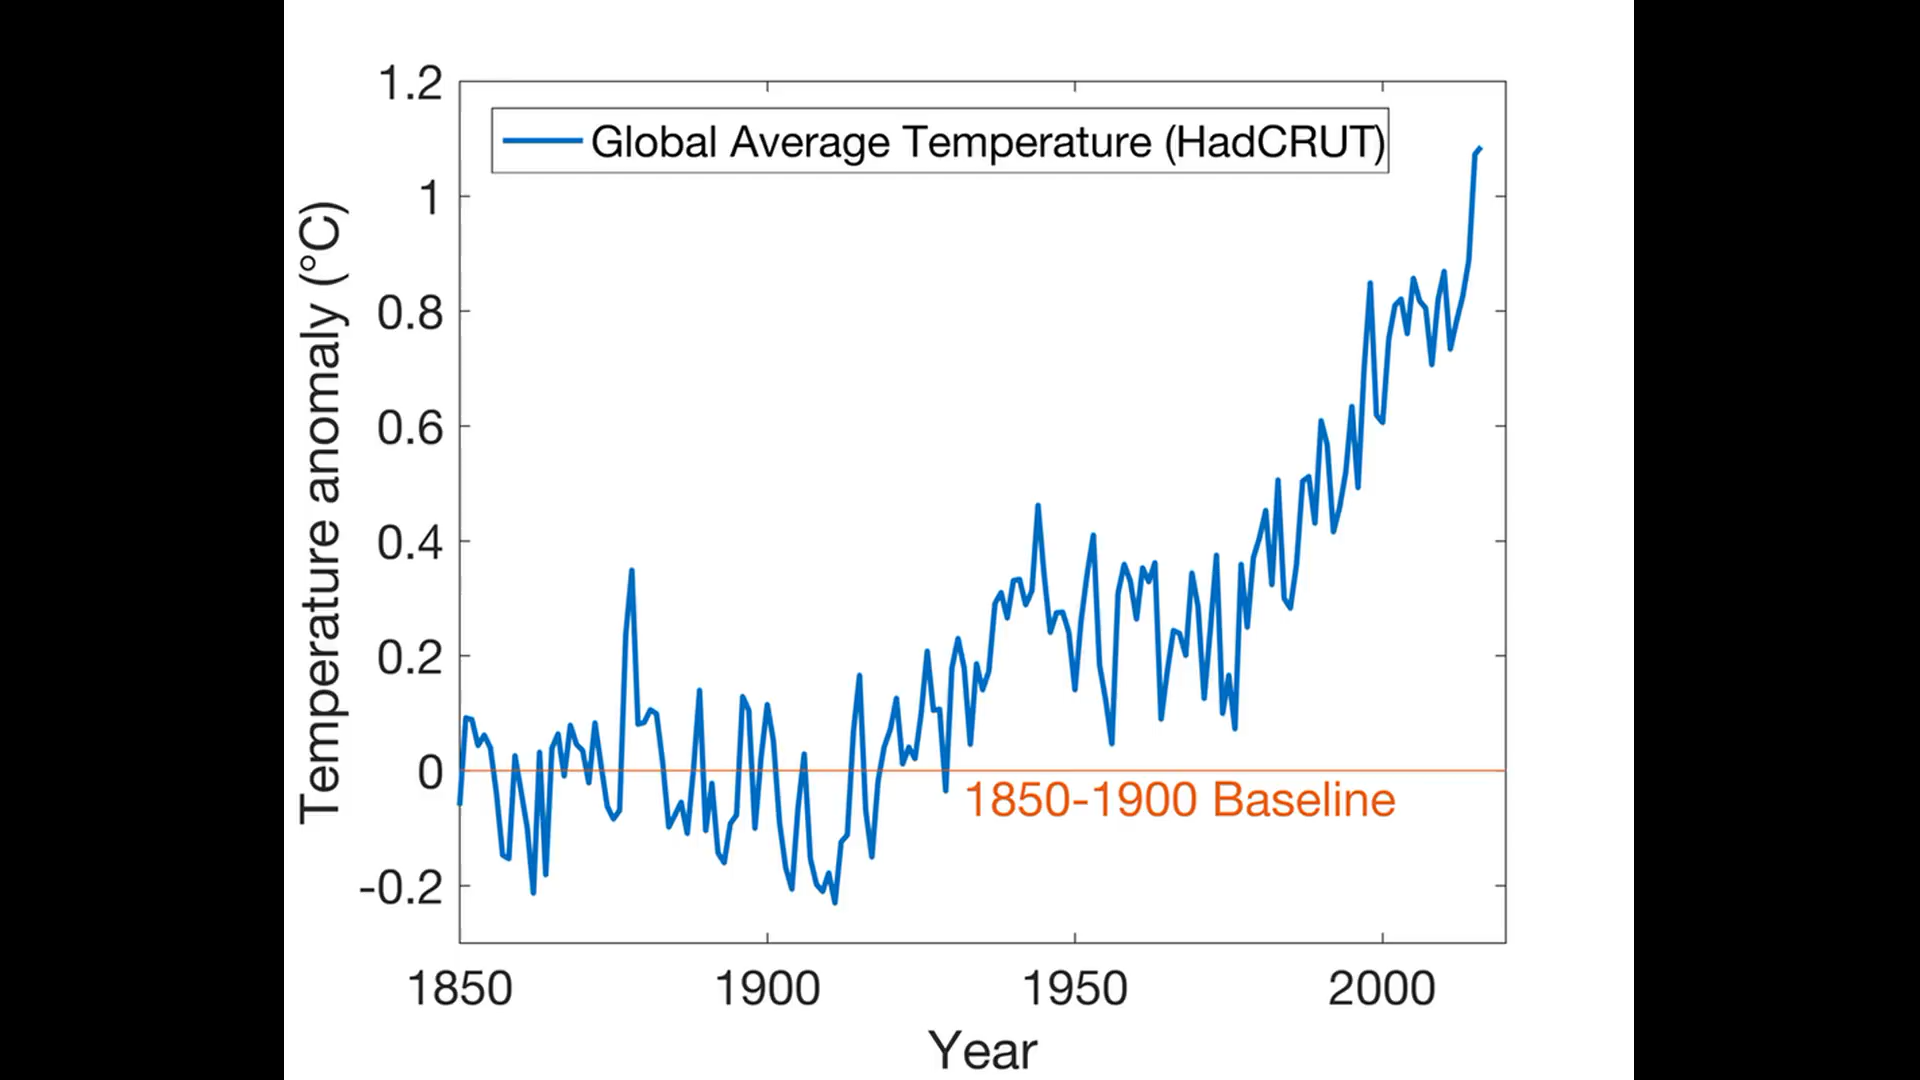 1.2
Global Average Temperature (HadCRUT)
1
0.8
0.6
0.4
0.2
0
-0.2
Temperature anomaly (°C)
1850-1900 Baseline
1850 1900 1950 2000
Year